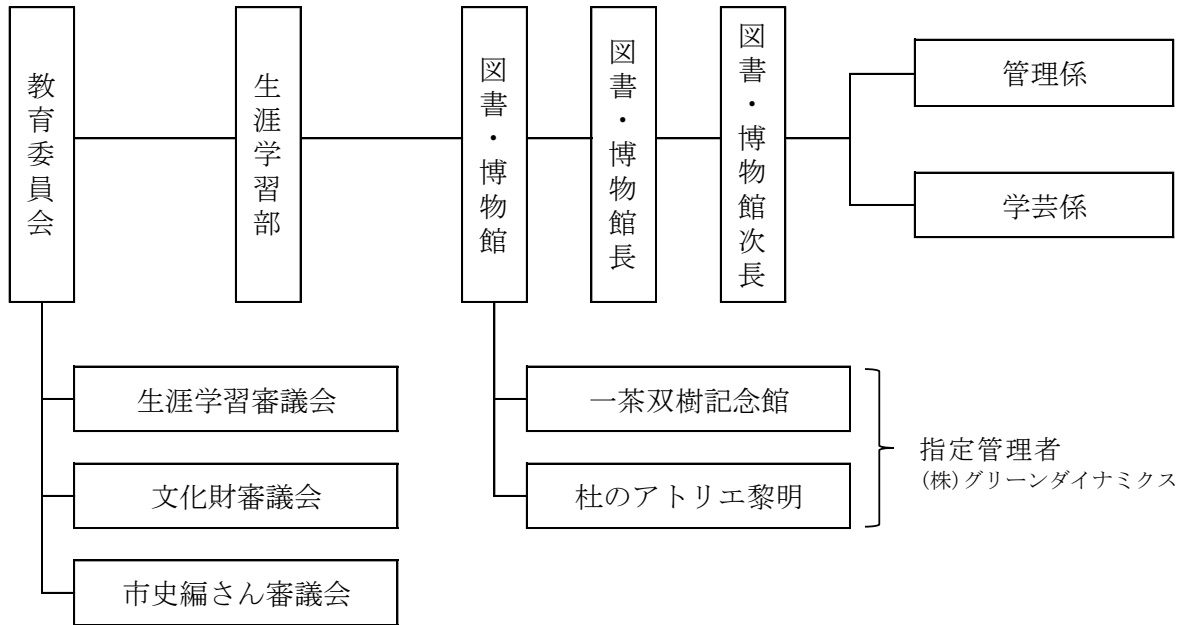 教育委員会
生涯学習部
図書・博物館
図書・博物館長
図書・博物館次長
管理係
学芸係
生涯学習審議会
文化財審議会
市史編さん審議会
一茶双樹記念館
杜のアトリエ黎明
指定管理者
(株)グリーンダイナミクス